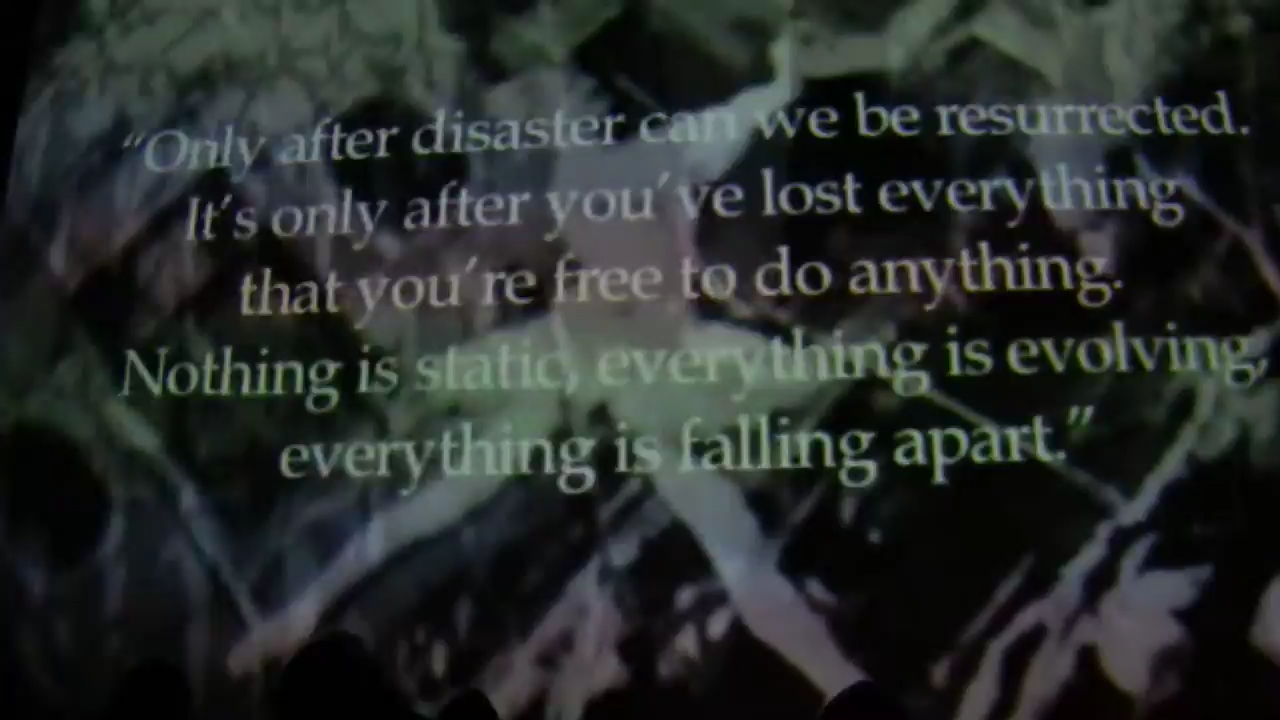 “Only after disaster can we be resurrected.
It’s only after you’ve lost everything
that you’re free to do anything.
Nothing is static, everything is evolving,
everything is falling apart.”